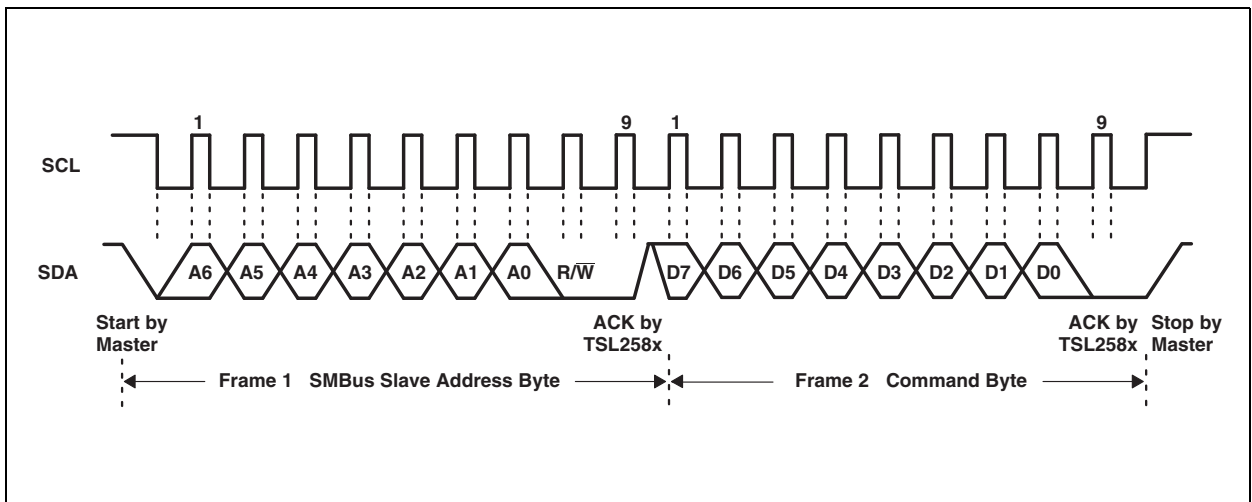 1 9 1 9
SCL
SDA A6 A5 A4 A3 A2 A1 A0 R/W̅ D7 D6 D5 D4 D3 D2 D1 D0
Start by Master
ACK by TSL258x
ACK by TSL258x
Stop by Master
Frame 1 SMBus Slave Address Byte
Frame 2 Command Byte